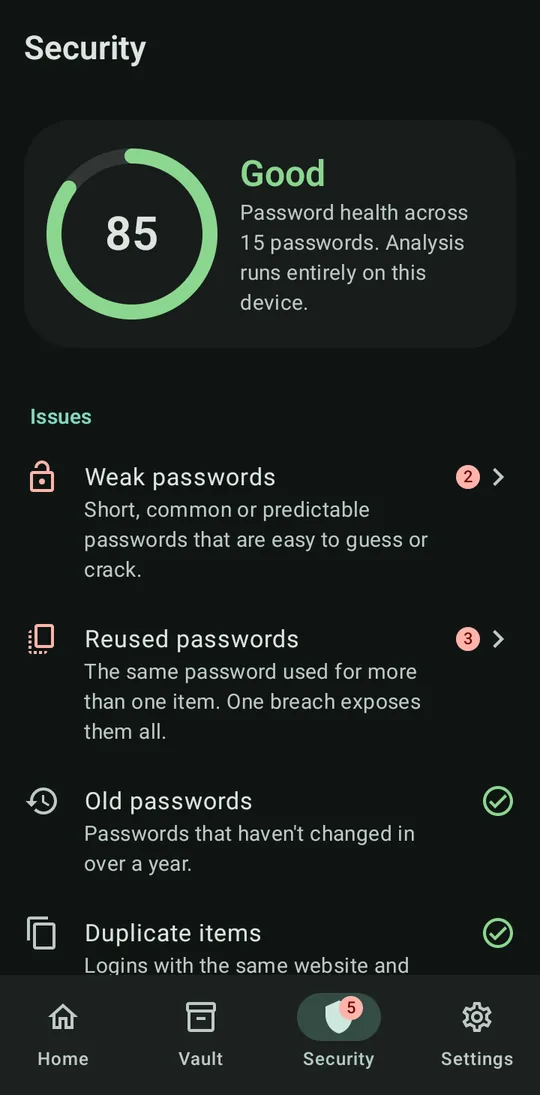 Security
85
Good
Password health across
15 passwords. Analysis
runs entirely on this
device.
Issues
Weak passwords
2
Short, common or predictable
passwords that are easy to guess or
crack.
Reused passwords
3
The same password used for more
than one item. One breach exposes
them all.
Old passwords
Passwords that haven't changed in
over a year.
Duplicate items
Logins with the same website and
5
Home
Vault
Security
Settings